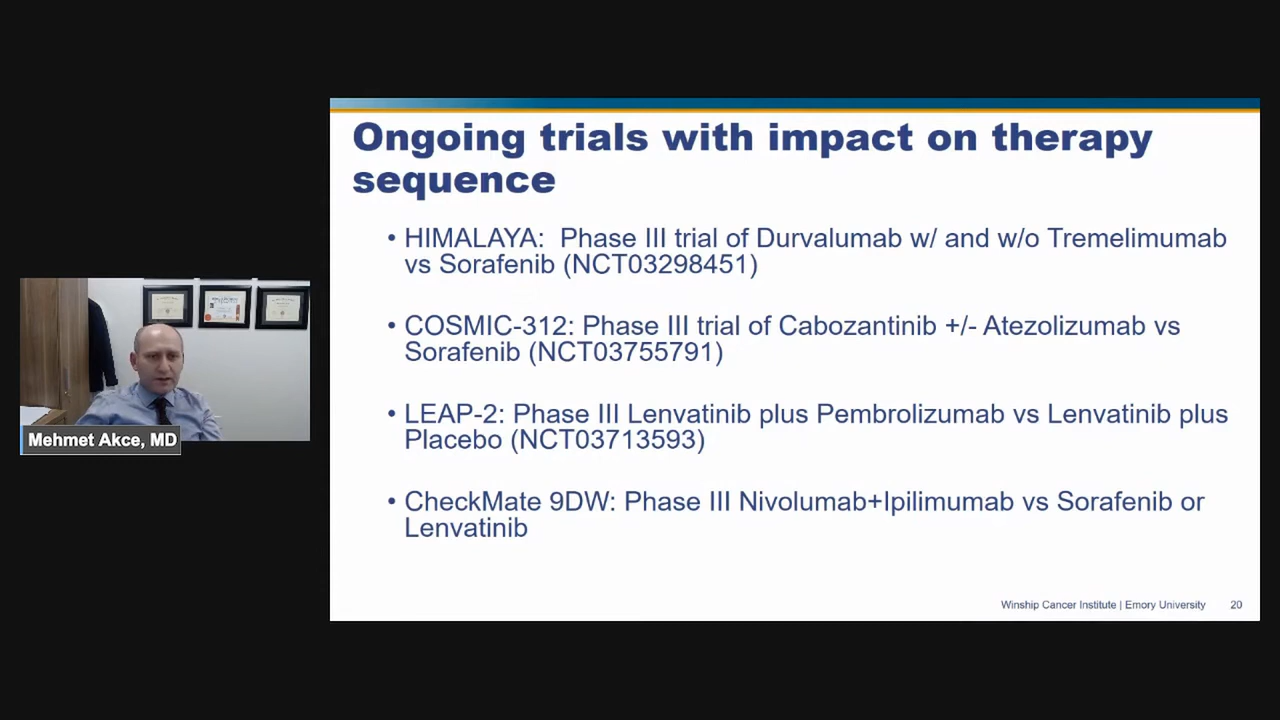 Ongoing trials with impact on therapy
sequence
• HIMALAYA:  Phase III trial of Durvalumab w/ and w/o Tremelimumab
vs Sorafenib (NCT03298451)
• COSMIC-312: Phase III trial of Cabozantinib +/- Atezolizumab vs
Sorafenib (NCT03755791)
• LEAP-2: Phase III Lenvatinib plus Pembrolizumab vs Lenvatinib plus
Placebo (NCT03713593)
• CheckMate 9DW: Phase III Nivolumab+Ipilimumab vs Sorafenib or
Lenvatinib
Winship Cancer Institute | Emory University 20
Mehmet Akce, MD